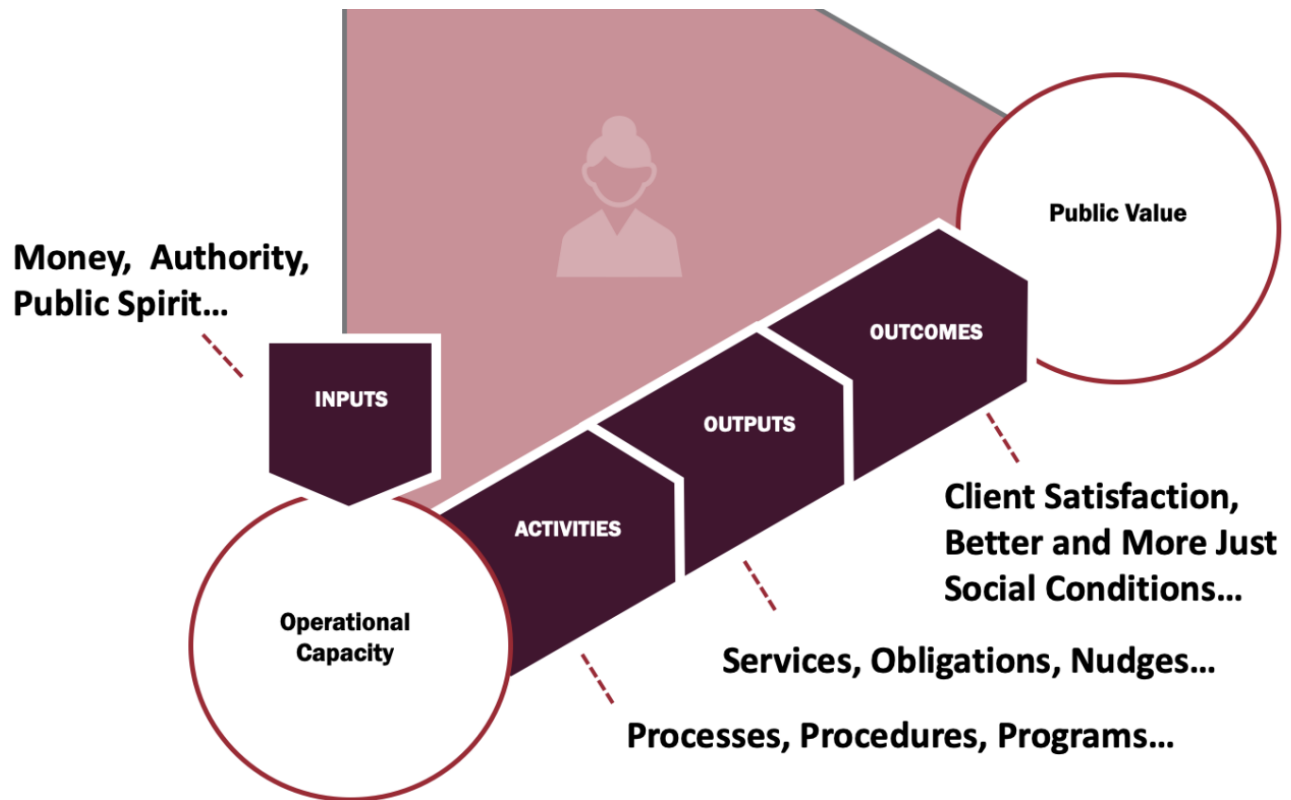 Public Value
Money, Authority,
Public Spirit...
OUTCOMES
INPUTS
OUTPUTS
Client Satisfaction,
Better and More Just
Social Conditions...
ACTIVITIES
Operational
Capacity
Services, Obligations, Nudges...
Processes, Procedures, Programs...